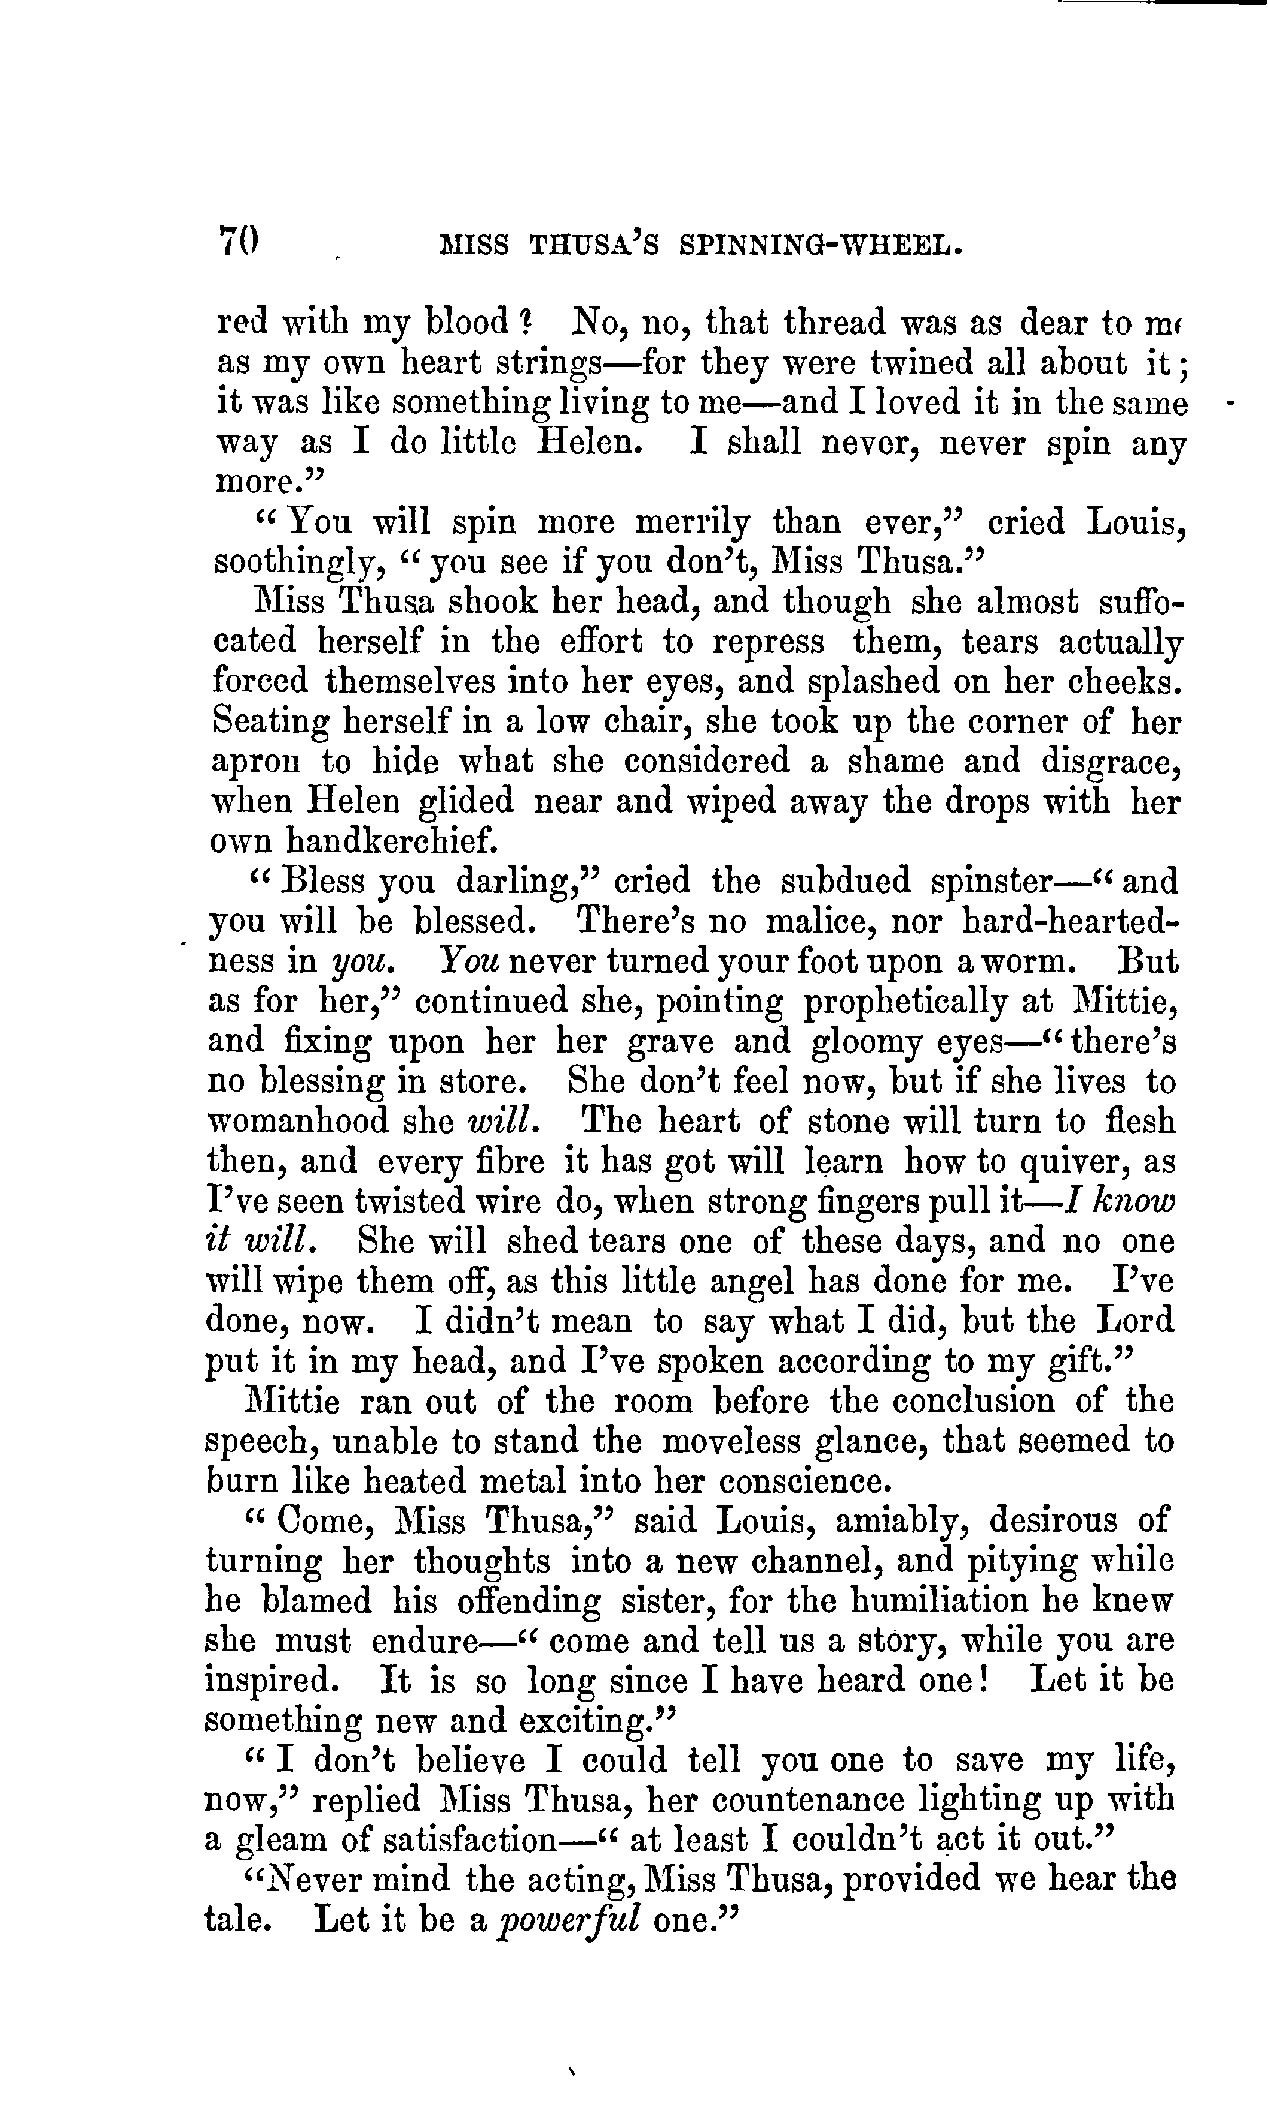 70 MISS THUSA'S SPINNING-WHEEL.
red with my blood? No, no, that thread was as dear to me
as my own heart strings—for they were twined all about it;
it was like something living to me—and I loved it in the same
way as I do little Helen. I shall never, never spin any
more."
"You will spin more merrily than ever," cried Louis,
soothingly, "you see if you don't, Miss Thusa."
Miss Thusa shook her head, and though she almost suffo-
cated herself in the effort to repress them, tears actually
forced themselves into her eyes, and splashed on her cheeks.
Seating herself in a low chair, she took up the corner of her
apron to hide what she considered a shame and disgrace,
when Helen glided near and wiped away the drops with her
own handkerchief.
"Bless you darling," cried the subdued spinster—"and
you will be blessed. There's no malice, nor hard-hearted-
ness in you. You never turned your foot upon a worm. But
as for her," continued she, pointing prophetically at Mittie,
and fixing upon her her grave and gloomy eyes—"there's
no blessing in store. She don't feel now, but if she lives to
womanhood she will. The heart of stone will turn to flesh
then, and every fibre it has got will learn how to quiver, as
I've seen twisted wire do, when strong fingers pull it—I know
it will. She will shed tears one of these days, and no one
will wipe them off, as this little angel has done for me. I've
done, now. I didn't mean to say what I did, but the Lord
put it in my head, and I've spoken according to my gift."
Mittie ran out of the room before the conclusion of the
speech, unable to stand the moveless glance, that seemed to
burn like heated metal into her conscience.
"Come, Miss Thusa," said Louis, amiably, desirous of
turning her thoughts into a new channel, and pitying while
he blamed his offending sister, for the humiliation he knew
she must endure—"come and tell us a story, while you are
inspired. It is so long since I have heard one! Let it be
something new and exciting."
"I don't believe I could tell you one to save my life,
now," replied Miss Thusa, her countenance lighting up with
a gleam of satisfaction—"at least I couldn't act it out."
"Never mind the acting, Miss Thusa, provided we hear the
tale. Let it be a powerful one."